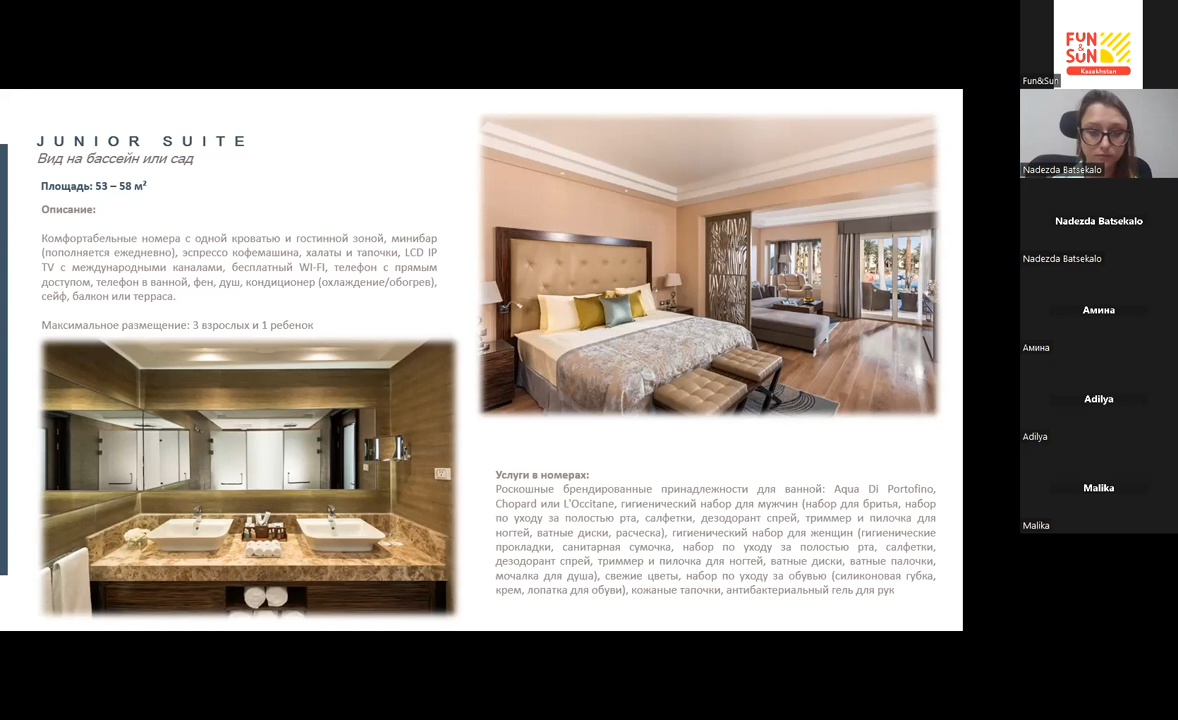 JUNIOR SUITE
Вид на бассейн или сад
Площадь: 53 – 58 м²
Описание:
Комфортабельные номера с одной кроватью и гостинной зоной, минибар
(пополняется ежедневно), эспрессо кофемашина, халаты и тапочки, LCD IP
TV с международными каналами, бесплатный WI-FI, телефон с прямым
доступом, телефон в ванной, фен, душ, кондиционер (охлаждение/обогрев),
сейф, балкон или терраса.
Максимальное размещение: 3 взрослых и 1 ребенок
Услуги в номерах:
Роскошные брендированные принадлежности для ванной: Aqua Di Portofino,
Chopard или L'Occitane, гигиенический набор для мужчин (набор для бритья, набор
по уходу за полостью рта, салфетки, дезодорант спрей, триммер и пилочка для
ногтей, ватные диски, расческа), гигиенический набор для женщин (гигиенические
прокладки, санитарная сумочка, набор по уходу за полостью рта, салфетки,
дезодорант спрей, триммер и пилочка для ногтей, ватные диски, ватные палочки,
мочалка для душа), свежие цветы, набор по уходу за обувью (силиконовая губка,
крем, лопатка для обуви), кожаные тапочки, антибактериальный гель для рук
FUN
&
SUN
Kazakhstan
Fun&Sun
Nadezda Batsekalo
Nadezda Batsekalo
Nadezda Batsekalo
Амина
Амина
Adilya
Adilya
Malika
Malika